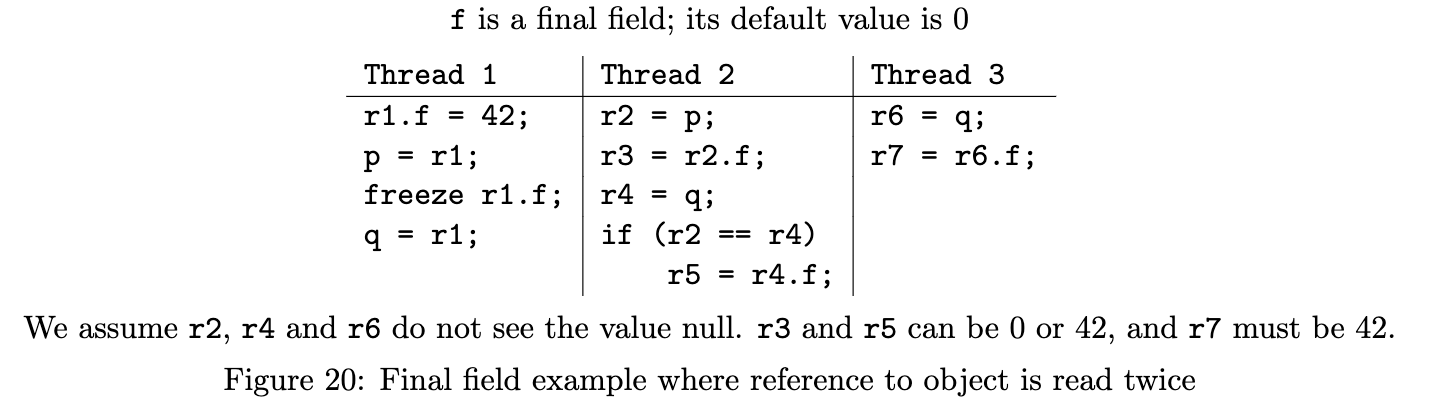 f is a final field; its default value is 0
Thread 1 Thread 2 Thread 3
r1.f = 42; r2 = p; r6 = q;
p = r1; r3 = r2.f; r7 = r6.f;
freeze r1.f; r4 = q;
q = r1; if (r2 == r4)
r5 = r4.f;
We assume r2, r4 and r6 do not see the value null. r3 and r5 can be 0 or 42, and r7 must be 42.
Figure 20: Final field example where reference to object is read twice